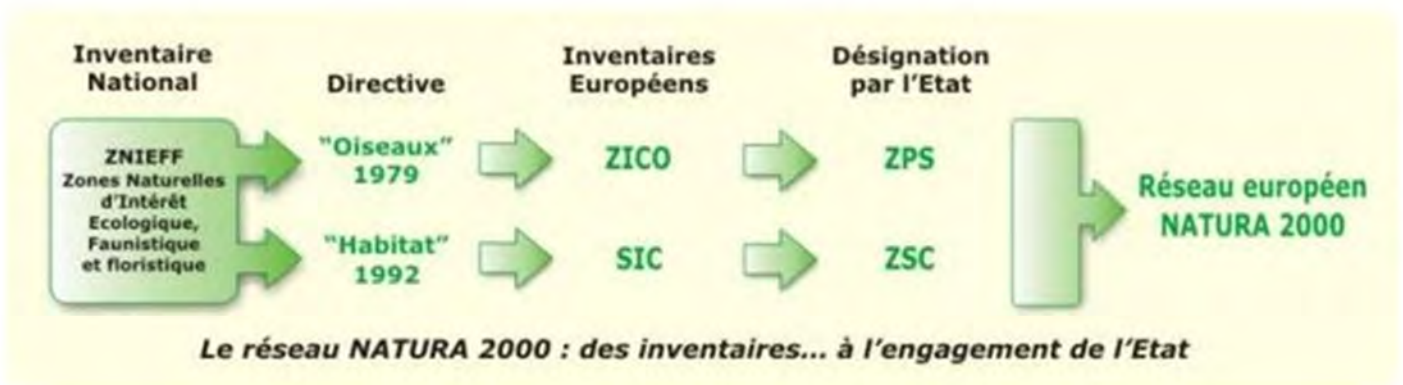 Inventaire
National
Directive
Inventaires
Européens
Désignation
par l'Etat
ZNIEFF
Zones Naturelles
d'Intérêt
Ecologique,
Faunistique
et floristique
"Oiseaux"
1979
ZICO
ZPS
"Habitat"
1992
SIC
ZSC
Réseau européen
NATURA 2000
Le réseau NATURA 2000 : des inventaires... à l'engagement de l'Etat